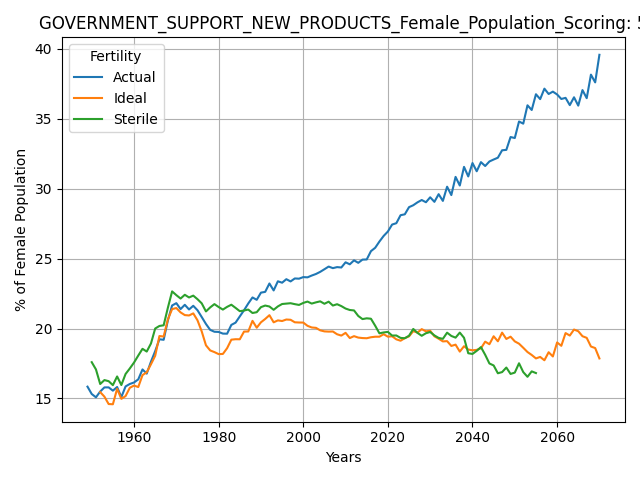 GOVERNMENT_SUPPORT_NEW_PRODUCTS_Female_Population_Scoring: 5
Fertility
Actual
Ideal
Sterile
% of Female Population
40
35
30
25
20
15
1960 1980 2000 2020 2040 2060
Years